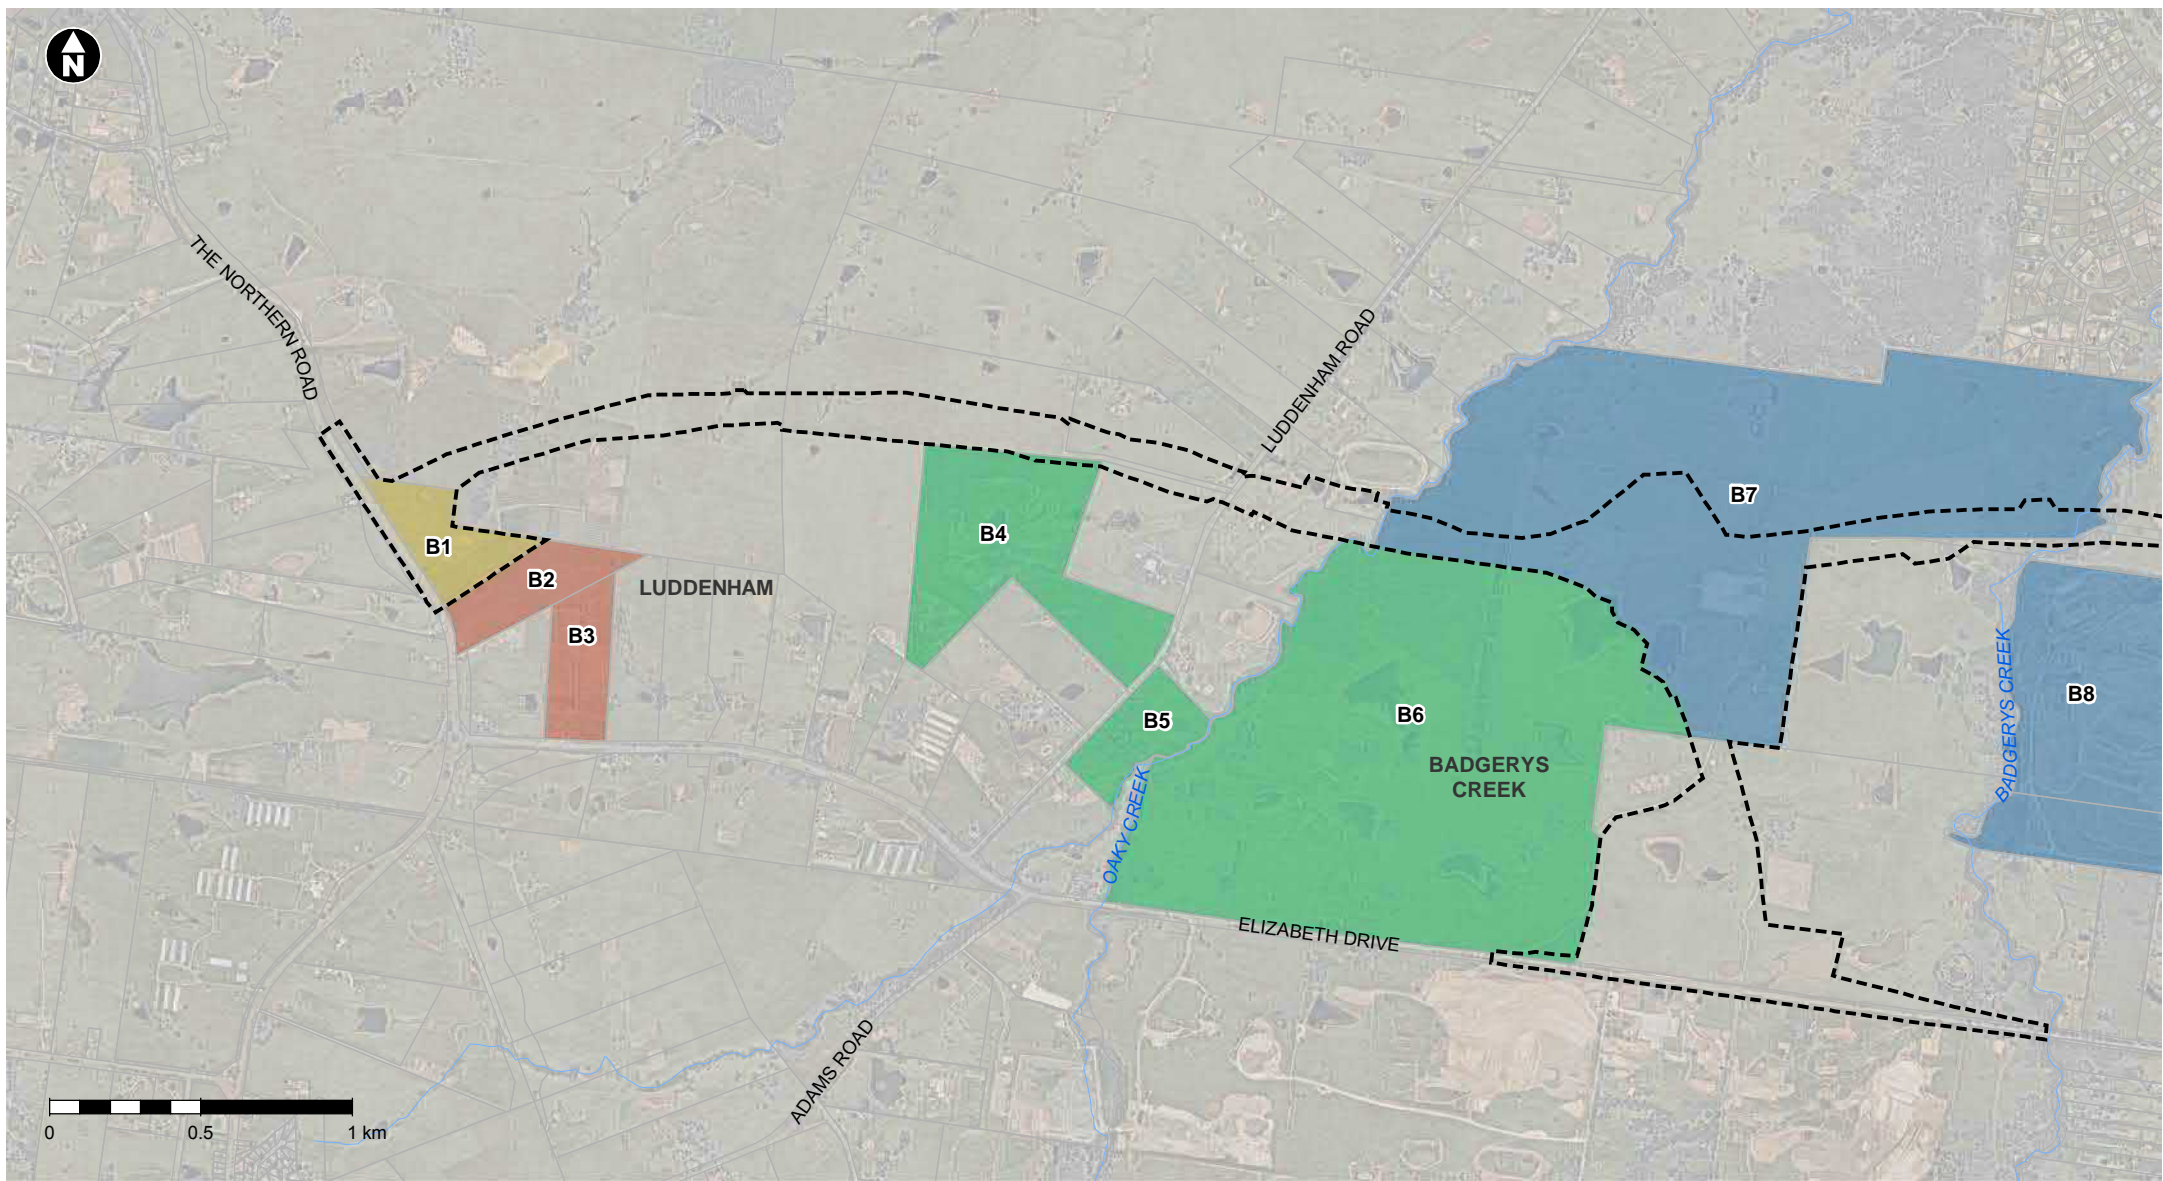 N
THE NORTHERN ROAD
LUDDENHAM ROAD
B7
B4
B1
B2
LUDDENHAM
B3
B8
B6
B5
BADGERYS
CREEK
BADGERYS CREEK
OAKY CREEK
ELIZABETH DRIVE
ADAMS ROAD
0
0.5
1 km